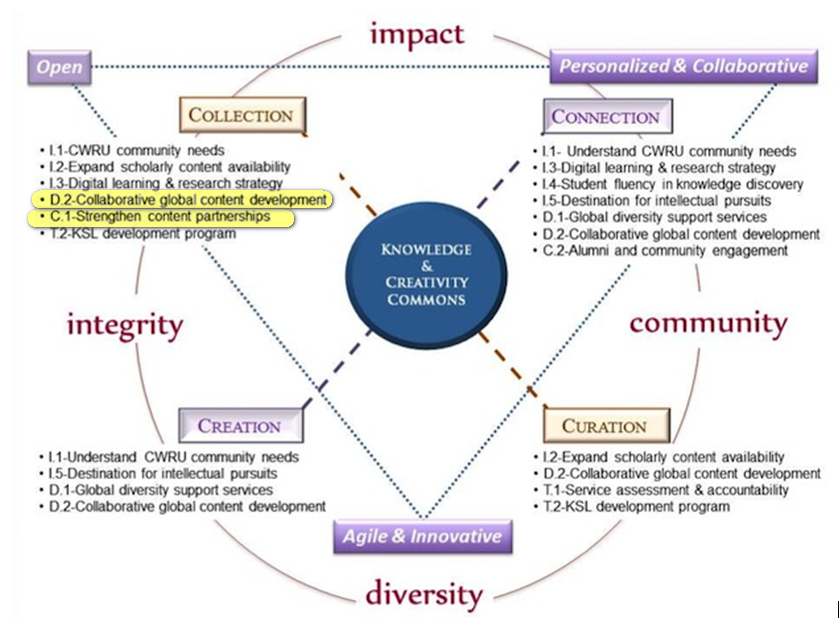 impact
Open
Personalized & Collaborative
COLLECTION
• I.1-CWRU community needs
• I.2-Expand scholarly content availability
• I.3-Digital learning & research strategy
• D.2-Collaborative global content development
• C.1-Strengthen content partnerships
• T.2-KSL development program
CONNECTION
• I.1- Understand CWRU community needs
• I.3-Digital learning & research strategy
• I.4-Student fluency in knowledge discovery
• I.5-Destination for intellectual pursuits
• D.1-Global diversity support services
• D.2-Collaborative global content development
• C.2-Alumni and community engagement
KNOWLEDGE
&
CREATIVITY
COMMONS
integrity
community
CREATION
• I.1-Understand CWRU community needs
• I.5-Destination for intellectual pursuits
• D.1-Global diversity support services
• D.2-Collaborative global content development
CURATION
• I.2-Expand scholarly content availability
• D.2-Collaborative global content development
• T.1-Service assessment & accountability
• T.2-KSL development program
Agile & Innovative
diversity